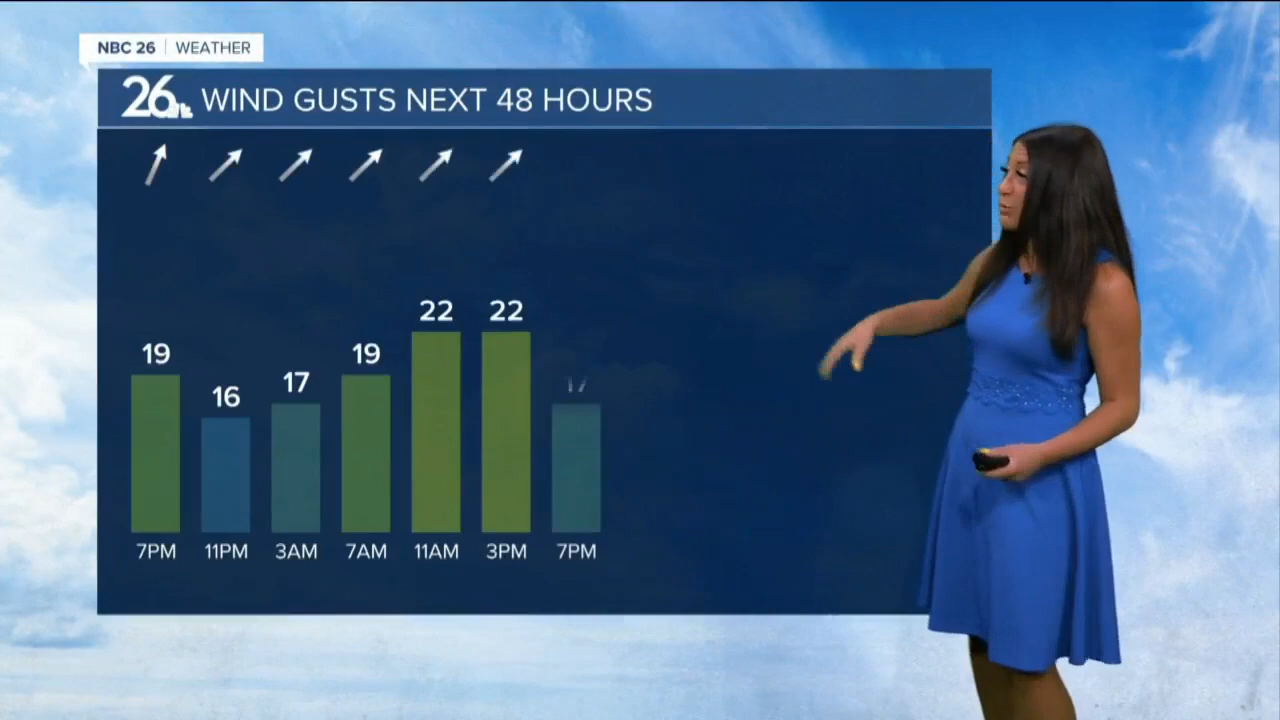 NBC 26 | WEATHER
26 WIND GUSTS NEXT 48 HOURS
22 22
19 19
17 17
16
7PM 11PM 3AM 7AM 11AM 3PM 7PM